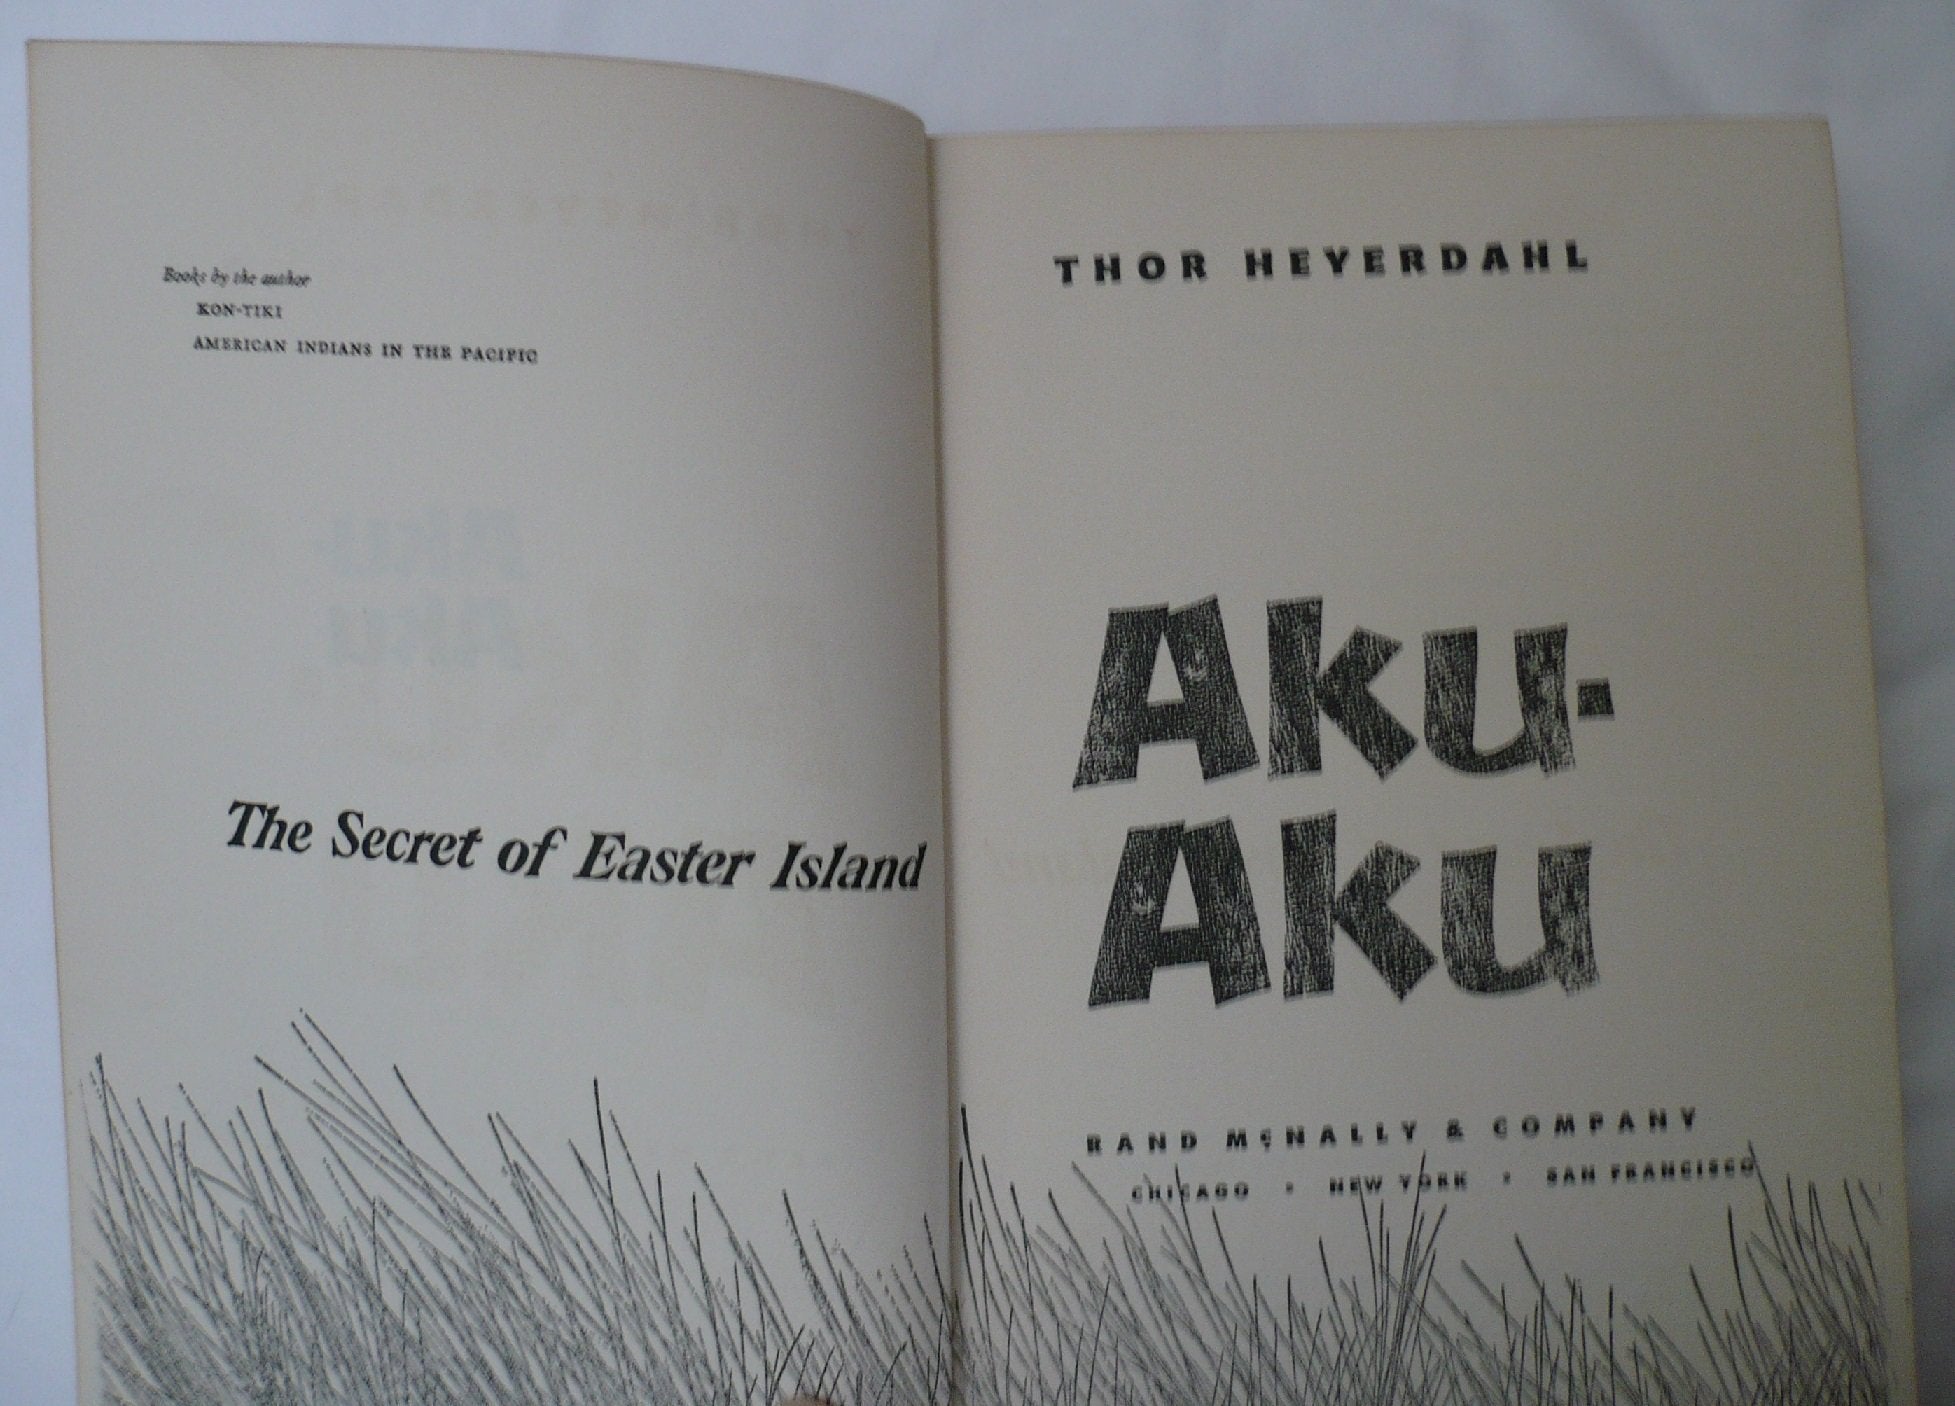 Books by the author
KON-TIKI
AMERICAN INDIANS IN THE PACIFIC
The Secret of Easter Island
THOR HEYERDAHL
Aku-
Aku
RAND McNALLY & COMPANY
CHICAGO · NEW YORK · SAN FRANCISCO